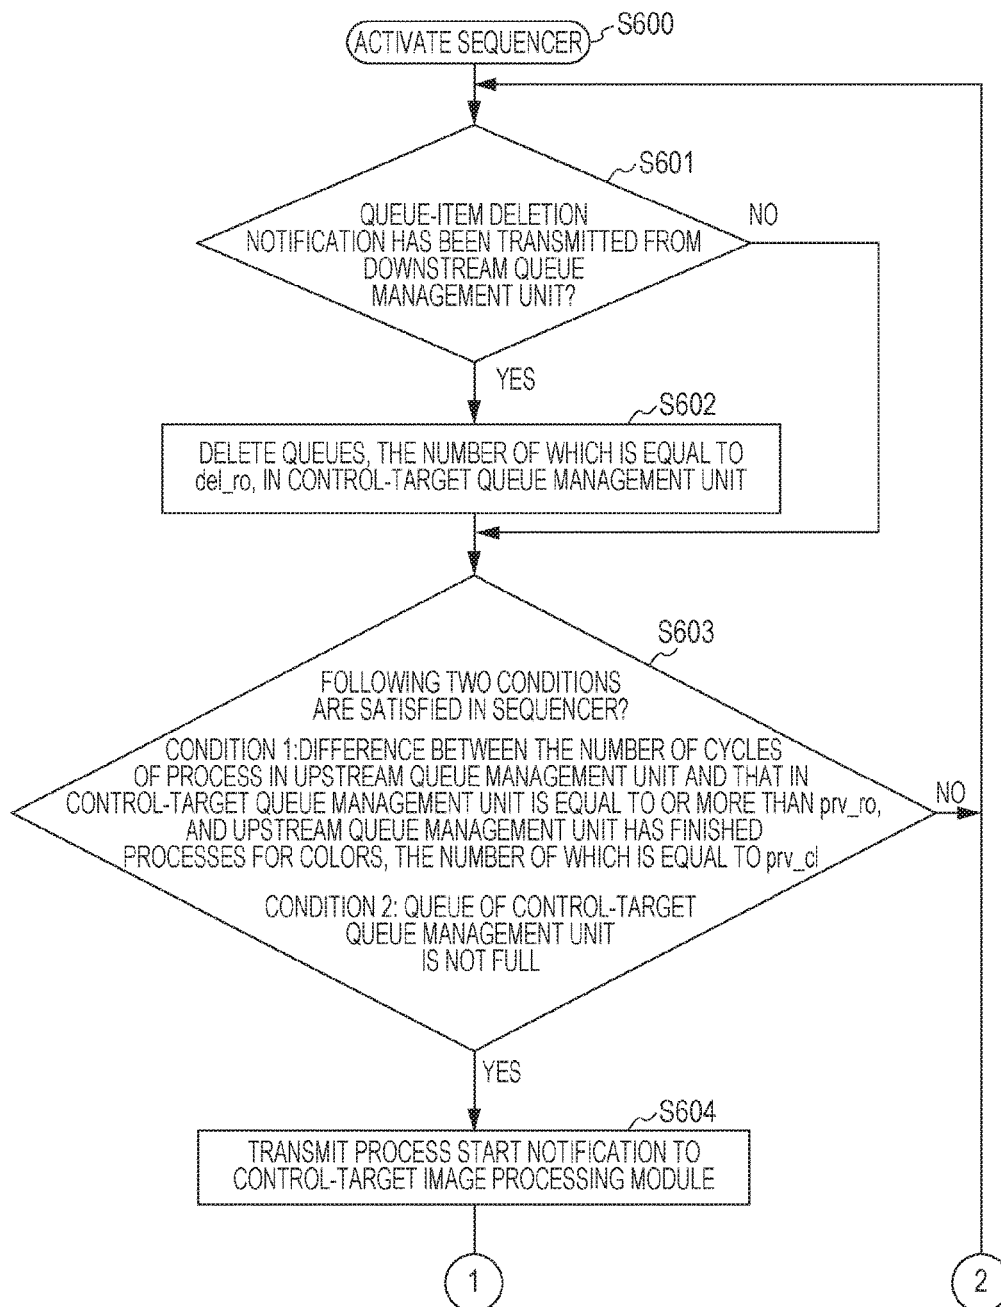 ACTIVATE SEQUENCER
S600
S601
QUEUE-ITEM DELETION
NOTIFICATION HAS BEEN TRANSMITTED FROM
DOWNSTREAM QUEUE
MANAGEMENT UNIT?
NO
YES
S602
DELETE QUEUES, THE NUMBER OF WHICH IS EQUAL TO
del_ro, IN CONTROL-TARGET QUEUE MANAGEMENT UNIT
S603
FOLLOWING TWO CONDITIONS
ARE SATISFIED IN SEQUENCER?
CONDITION 1:DIFFERENCE BETWEEN THE NUMBER OF CYCLES
OF PROCESS IN UPSTREAM QUEUE MANAGEMENT UNIT AND THAT IN
CONTROL-TARGET QUEUE MANAGEMENT UNIT IS EQUAL TO OR MORE THAN prv_ro,
AND UPSTREAM QUEUE MANAGEMENT UNIT HAS FINISHED
PROCESSES FOR COLORS, THE NUMBER OF WHICH IS EQUAL TO prv_cl
NO
CONDITION 2: QUEUE OF CONTROL-TARGET
QUEUE MANAGEMENT UNIT
IS NOT FULL
YES
S604
TRANSMIT PROCESS START NOTIFICATION TO
CONTROL-TARGET IMAGE PROCESSING MODULE
1
2